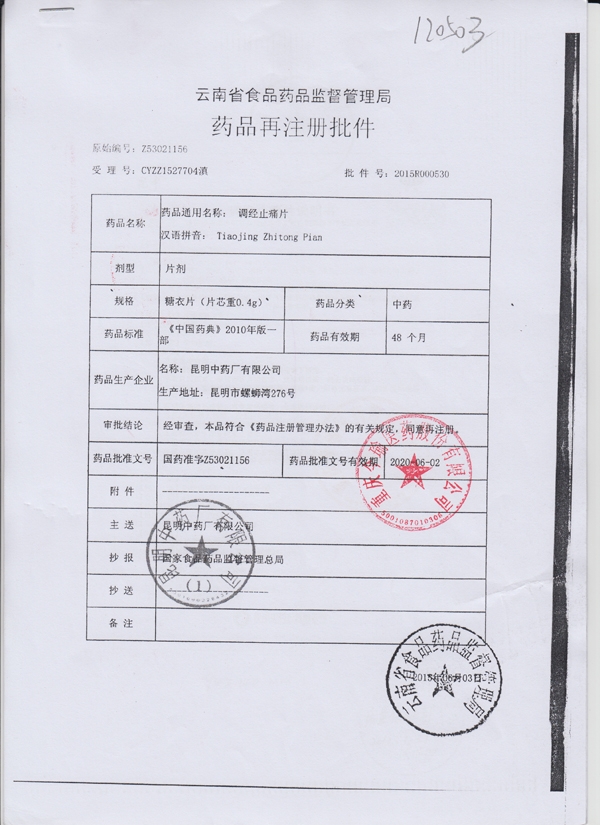 120503
云南省食品药品监督管理局
药品再注册批件
原始编号: Z53021156
受 理 号: CYZZ1527704滇
批 件 号: 2015R000530
药品名称
药品通用名称: 调经止痛片
汉语拼音: Tiaojing Zhitong Pian
剂型 片剂
规格 糖衣片（片芯重0.4g） 药品分类 中药
药品标准 《中国药典》2010年版一部 药品有效期 48 个月
药品生产企业
名称: 昆明中药厂有限公司
生产地址: 昆明市螺蛳湾276号
审批结论 经审查，本品符合《药品注册管理办法》的有关规定，同意再注册。
药品批准文号 国药准字Z53021156 药品批准文号有效期 2020-06-02
附 件 --------------------
主 送 昆明中药厂有限公司
抄 报 国家食品药品监督管理总局
抄 送 --------------------
备 注
医药股份有限公司
5001087010306
昆明中药厂有限公司
(1)
云南省食品药品监督管理局
2015年06月03日